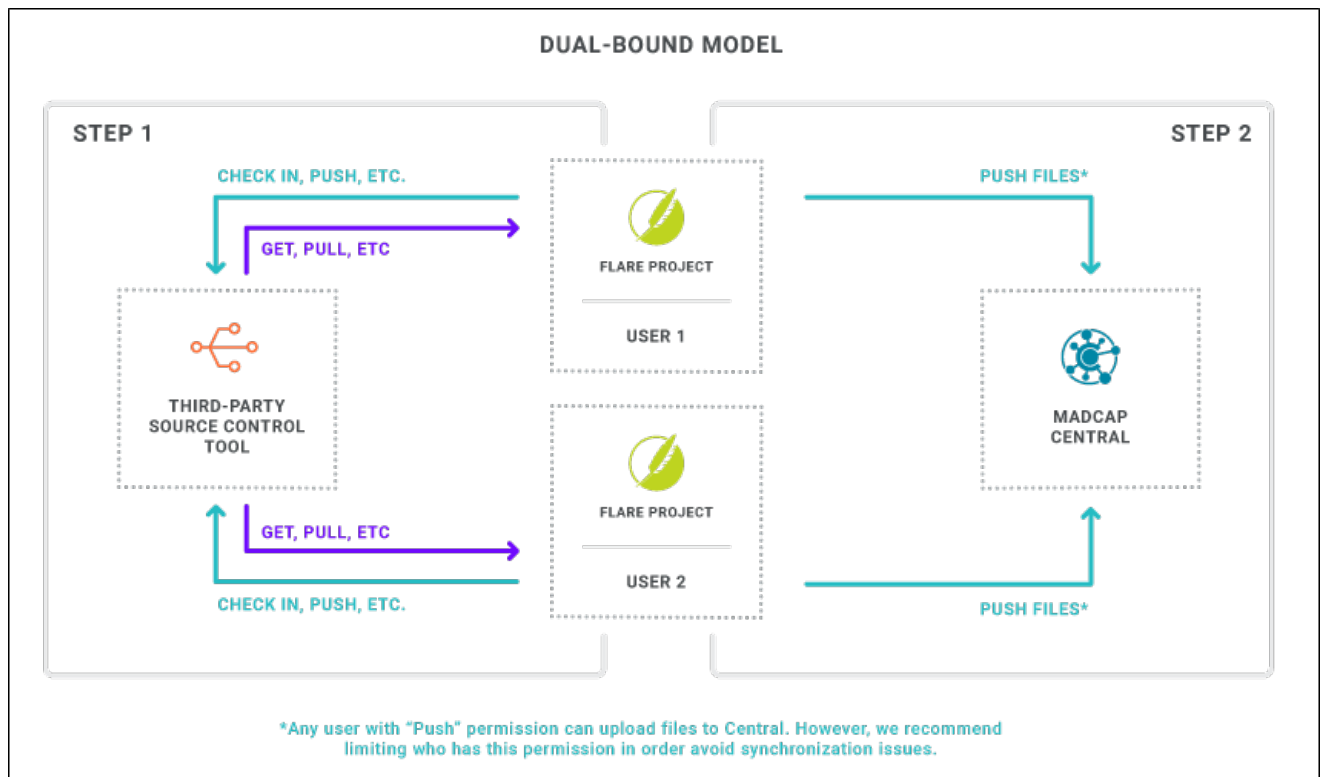 DUAL-BOUND MODEL
STEP 1
STEP 2
CHECK IN, PUSH, ETC.
PUSH FILES*
GET, PULL, ETC
FLARE PROJECT
USER 1
THIRD-PARTY
SOURCE CONTROL
TOOL
MADCAP
CENTRAL
FLARE PROJECT
GET, PULL, ETC
USER 2
CHECK IN, PUSH, ETC.
PUSH FILES*
*Any user with “Push” permission can upload files to Central. However, we recommend
limiting who has this permission in order avoid synchronization issues.